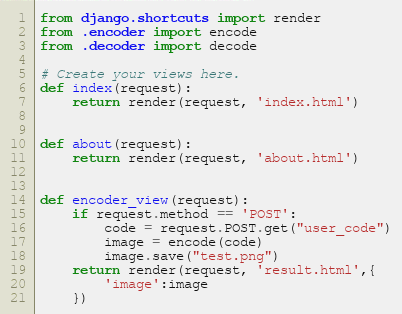 1 from django.shortcuts import render
2 from .encoder import encode
3 from .decoder import decode
4
5 # Create your views here.
6 def index(request):
7     return render(request, 'index.html')
8
9
10 def about(request):
11     return render(request, 'about.html')
12
13
14 def encoder_view(request):
15     if request.method == 'POST':
16         code = request.POST.get("user_code")
17         image = encode(code)
18         image.save("test.png")
19     return render(request, 'result.html',{
20         'image':image
21     })